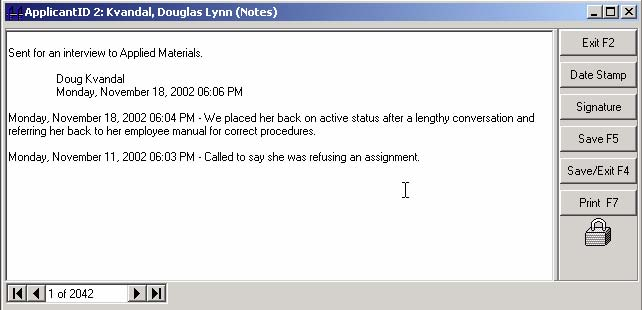 ApplicantID 2: Kvandal, Douglas Lynn (Notes)
Sent for an interview to Applied Materials.
Doug Kvandal
Monday, November 18, 2002 06:06 PM
Monday, November 18, 2002 06:04 PM - We placed her back on active status after a lengthy conversation and
referring her back to her employee manual for correct procedures.
Monday, November 11, 2002 06:03 PM - Called to say she was refusing an assignment.
Exit F2
Date Stamp
Signature
Save F5
Save/Exit F4
Print F7
1 of 2042